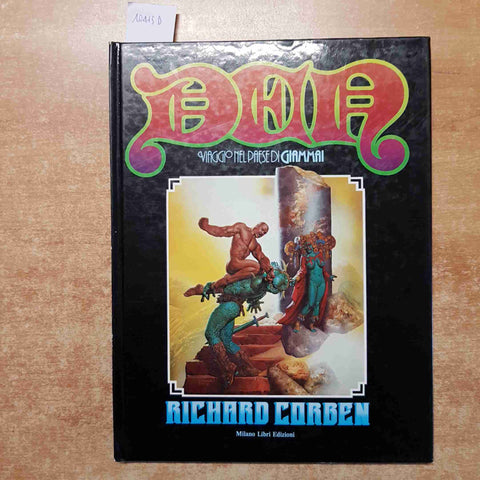 DEN
VIAGGIO NEL PAESE DI GIAMMAI
RICHARD CORBEN
Milano Libri Edizioni